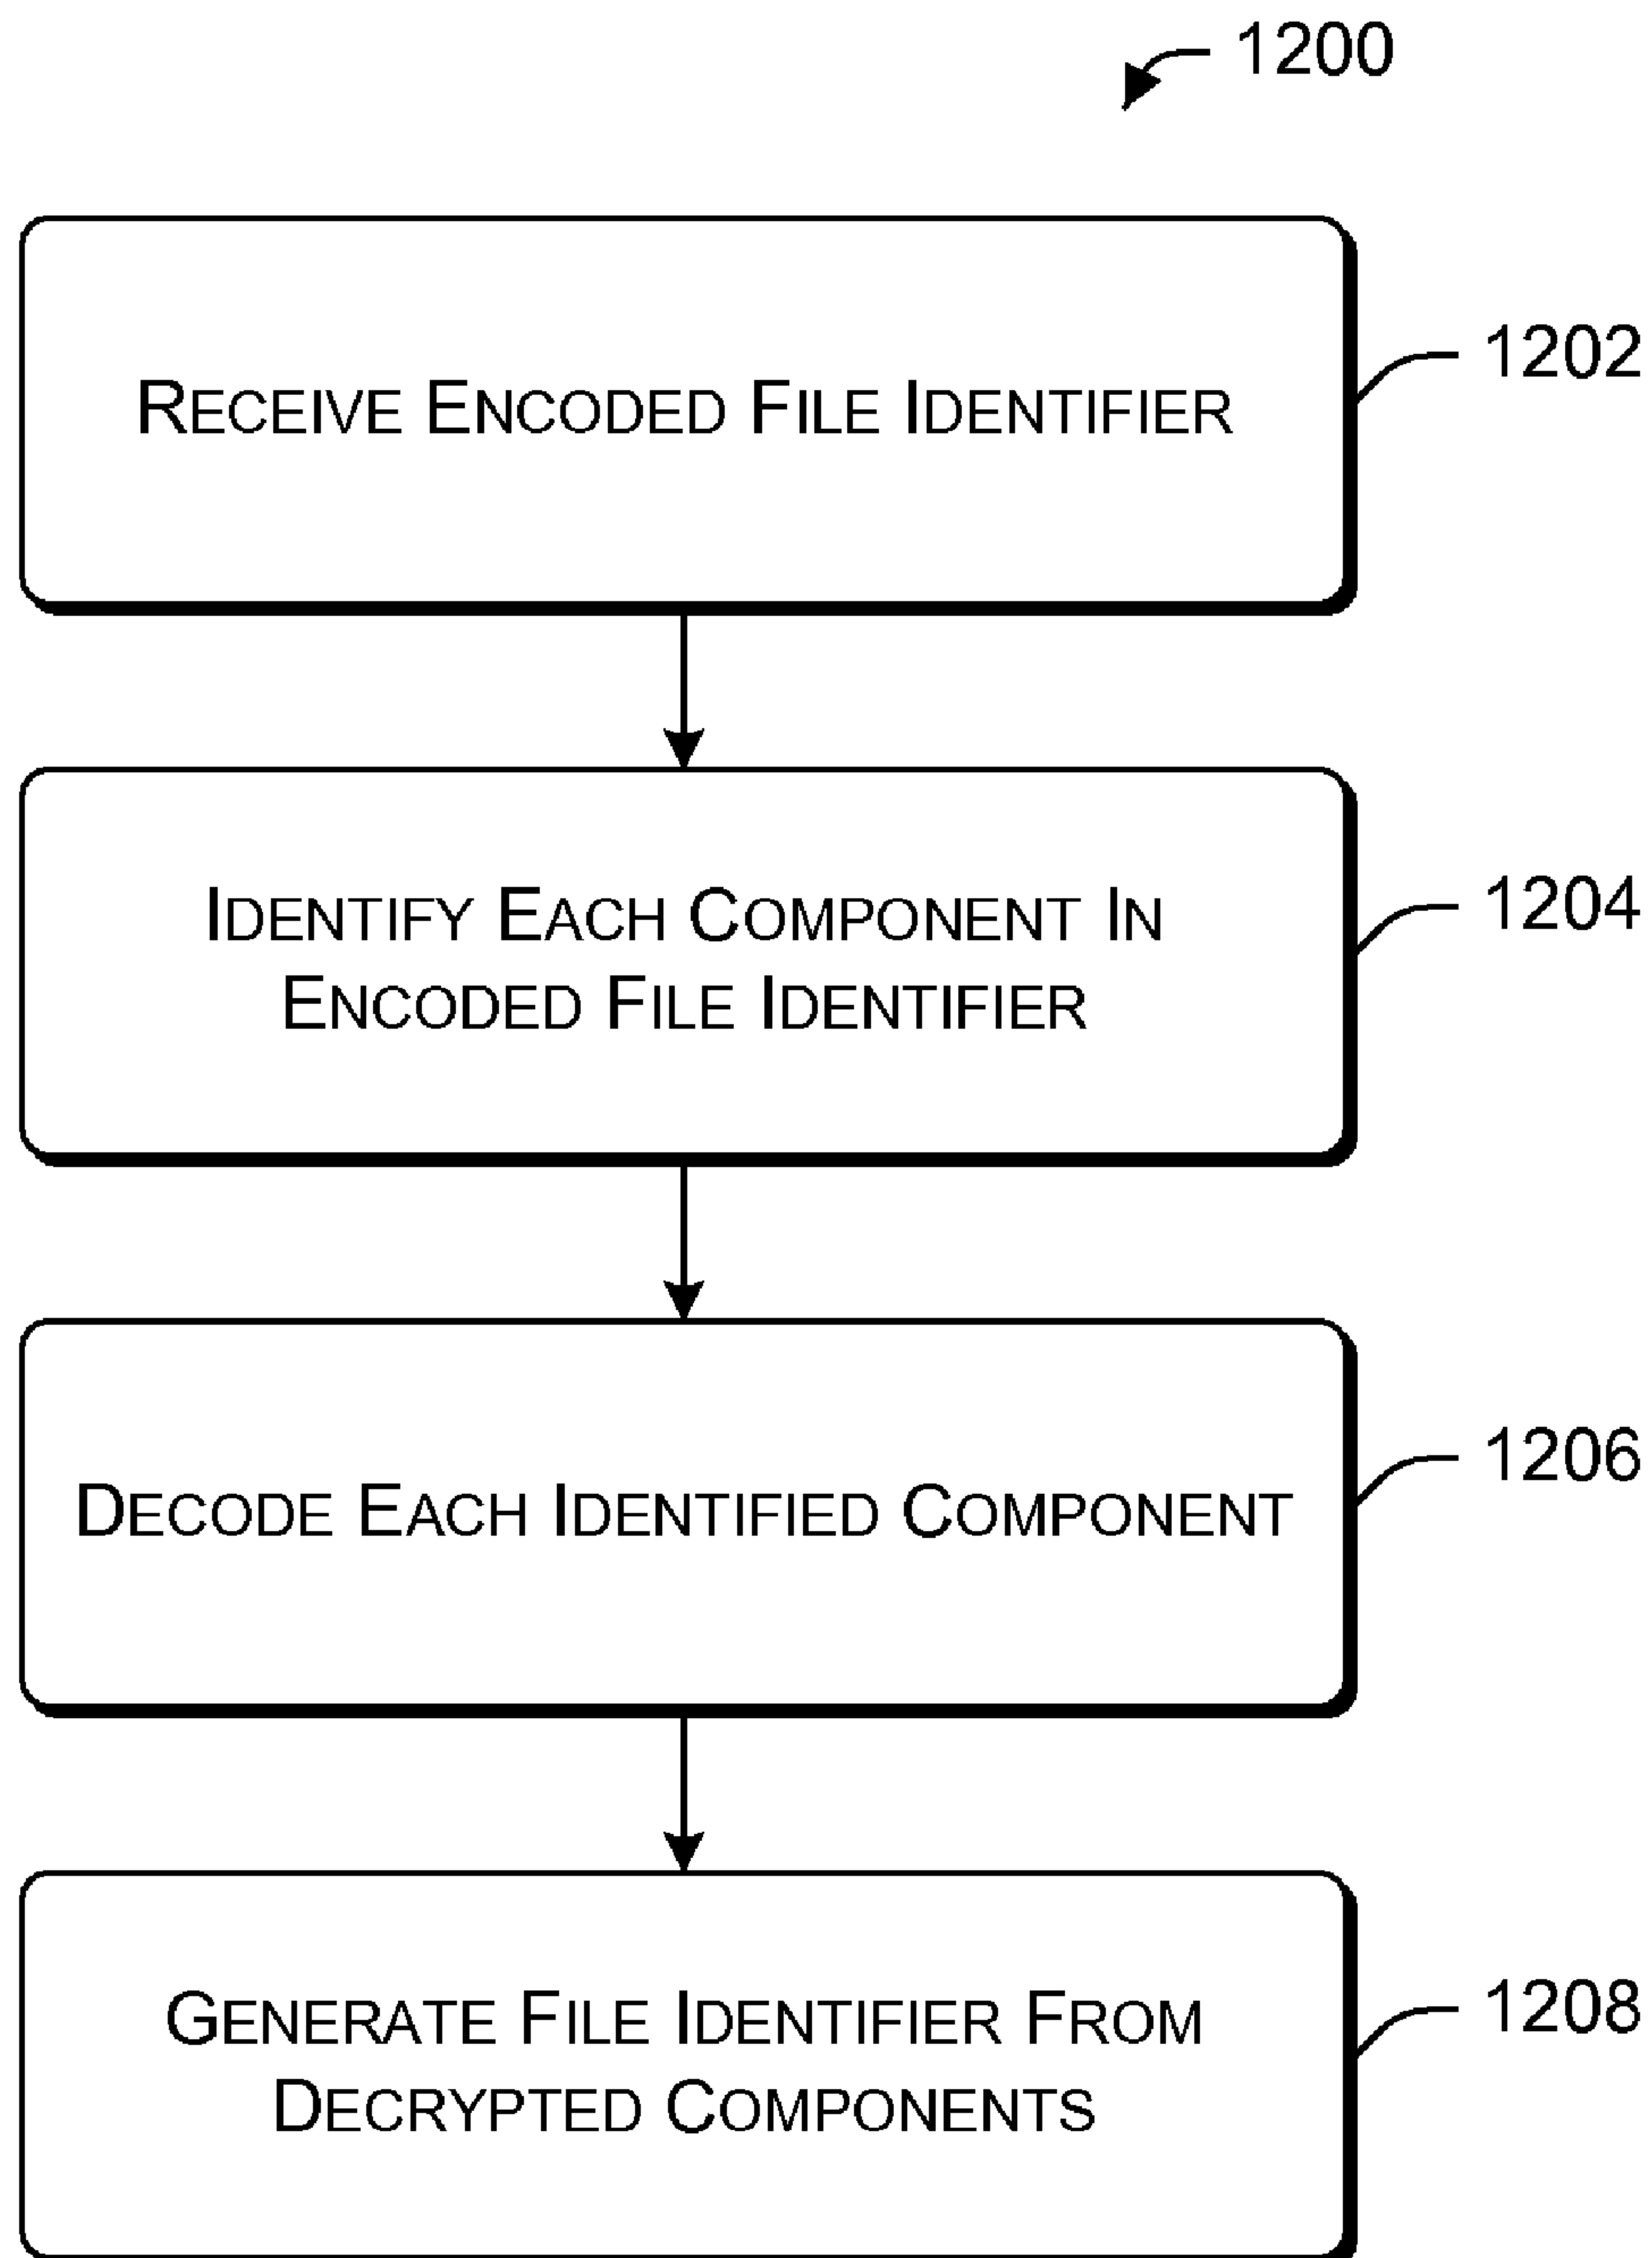 1200
RECEIVE ENCODED FILE IDENTIFIER
1202
IDENTIFY EACH COMPONENT IN
ENCODED FILE IDENTIFIER
1204
DECODE EACH IDENTIFIED COMPONENT
1206
GENERATE FILE IDENTIFIER FROM
DECRYPTED COMPONENTS
1208